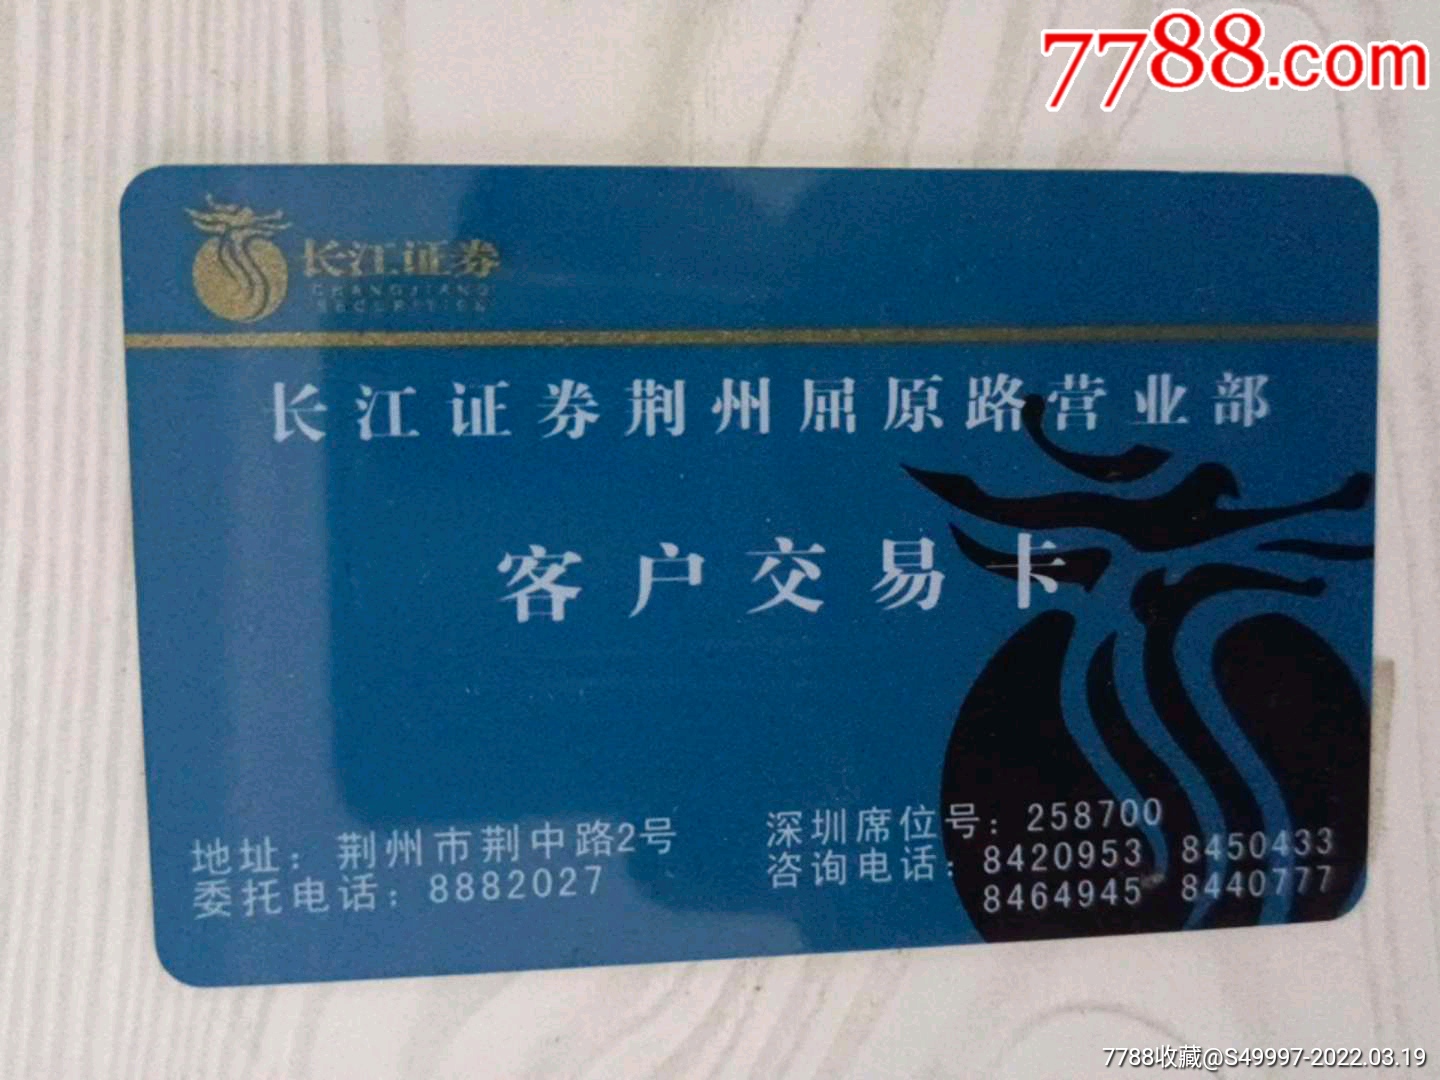 7788.com
长江证券
CHANGJIANG
SECURITIES
长江证券荆州屈原路营业部
客户交易卡
地址：荆州市荆中路2号
委托电话：8882027
深圳席位号：258700
咨询电话：8420953 8450433
8464945 8440777
7788收藏@S49997-2022.03.19